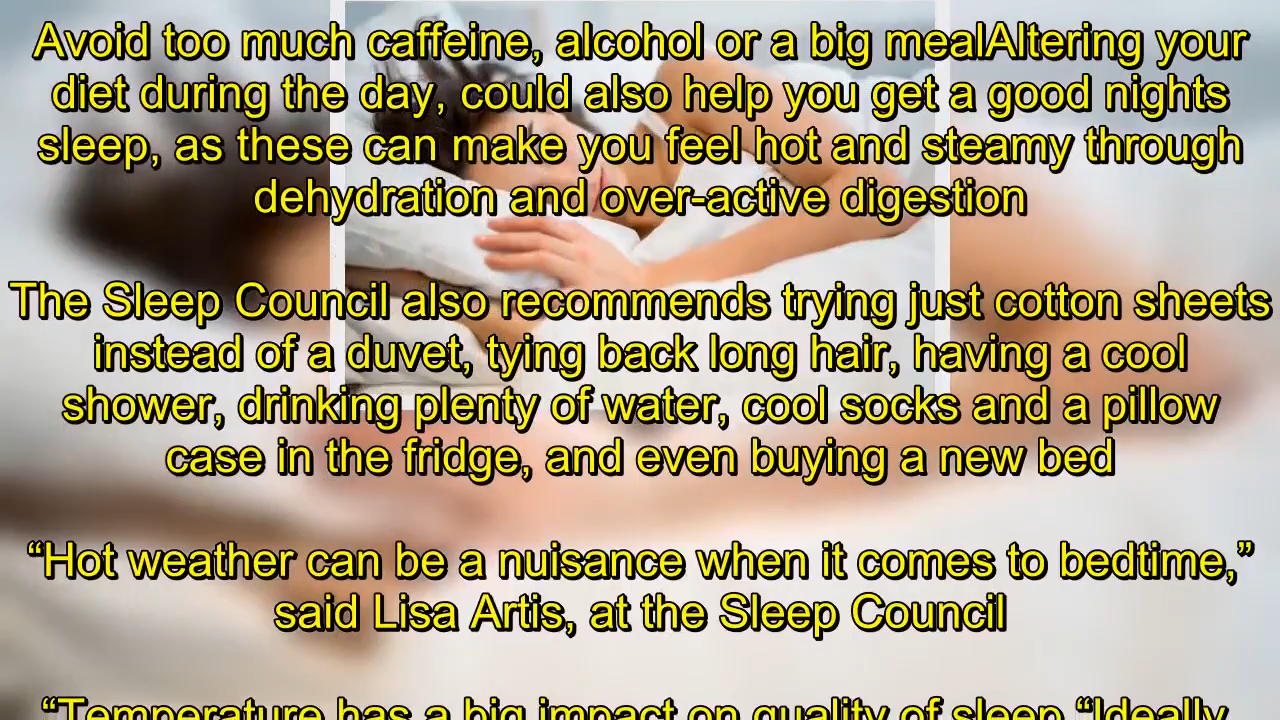 Avoid too much caffeine, alcohol or a big mealAltering your
diet during the day, could also help you get a good nights
sleep, as these can make you feel hot and steamy through
dehydration and over-active digestion
The Sleep Council also recommends trying just cotton sheets
instead of a duvet, tying back long hair, having a cool
shower, drinking plenty of water, cool socks and a pillow
case in the fridge, and even buying a new bed
“Hot weather can be a nuisance when it comes to bedtime,”
said Lisa Artis, at the Sleep Council
“Temperature has a big impact on quality of sleep “Ideally